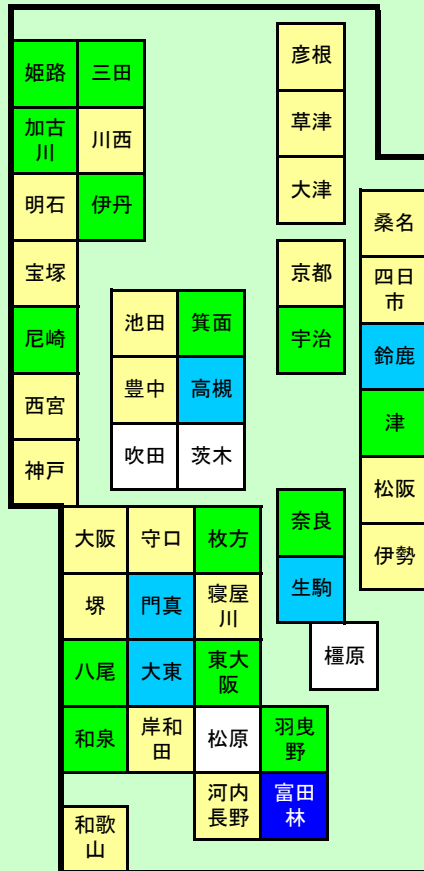 姫路
三田
彦根
加古
川
川西
草津
明石
伊丹
大津
桑名
宝塚
京都
四日
市
池田
箕面
尼崎
宇治
鈴鹿
豊中
高槻
西宮
津
吹田
茨木
神戸
松阪
大阪
守口
枚方
奈良
伊勢
堺
門真
寝屋
川
生駒
八尾
大東
東大
阪
橿原
和泉
岸和
田
松原
羽曳
野
河内
長野
富田
林
和歌
山